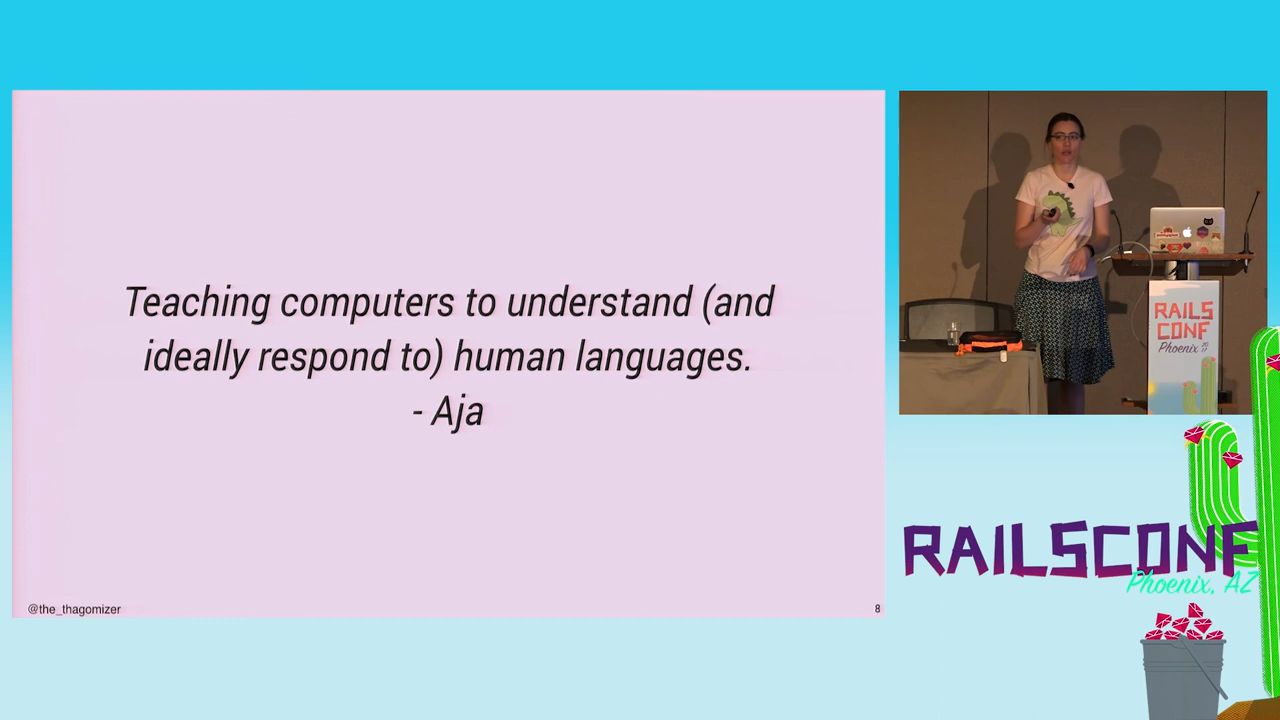 Teaching computers to understand (and
ideally respond to) human languages.
- Aja
@the_thagomizer
8
RAILS
CONF
Phoenix
RAILSCONF
Phoenix, AZ